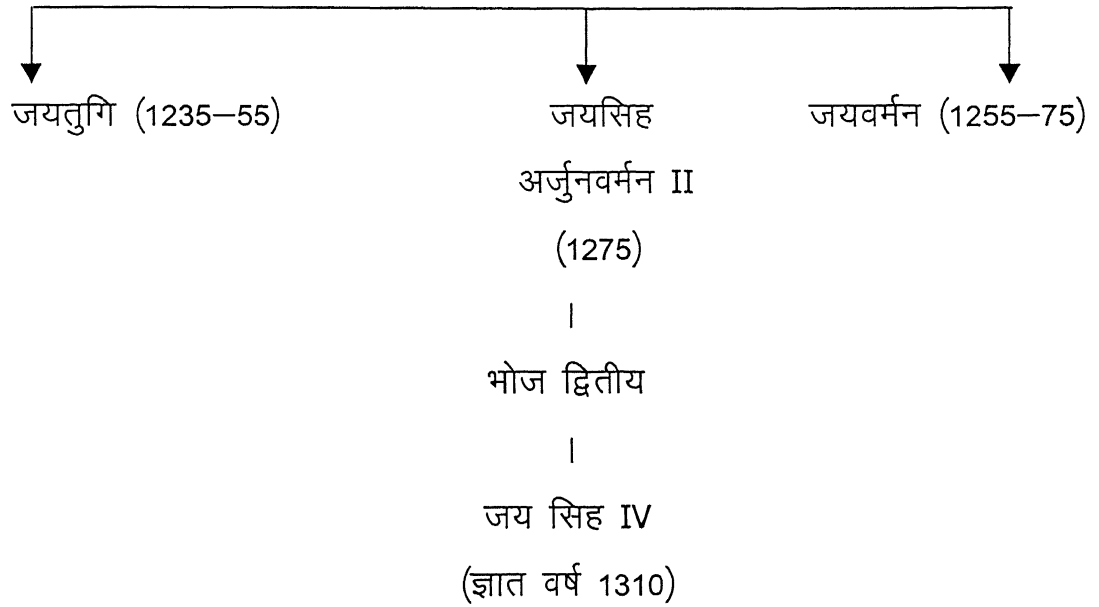 जयतुगि (1235–55) जयसिह जयवर्मन (1255–75)
अर्जुनवर्मन II
(1275)
भोज द्वितीय
जय सिह IV
(ज्ञात वर्ष 1310)